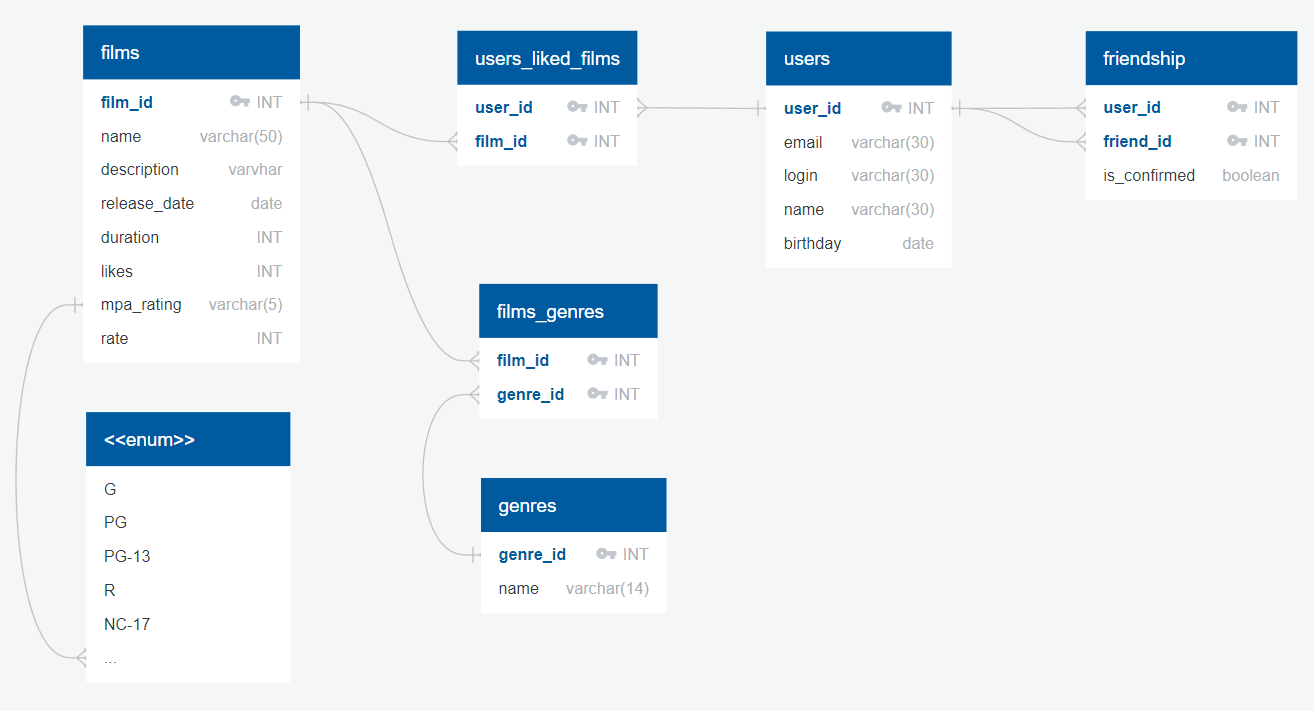 films
film_id INT
name varchar(50)
description varvhar
release_date date
duration INT
likes INT
mpa_rating varchar(5)
rate INT
<<enum>>
G
PG
PG-13
R
NC-17
...
users_liked_films
user_id INT
film_id INT
films_genres
film_id INT
genre_id INT
genres
genre_id INT
name varchar(14)
users
user_id INT
email varchar(30)
login varchar(30)
name varchar(30)
birthday date
friendship
user_id INT
friend_id INT
is_confirmed boolean